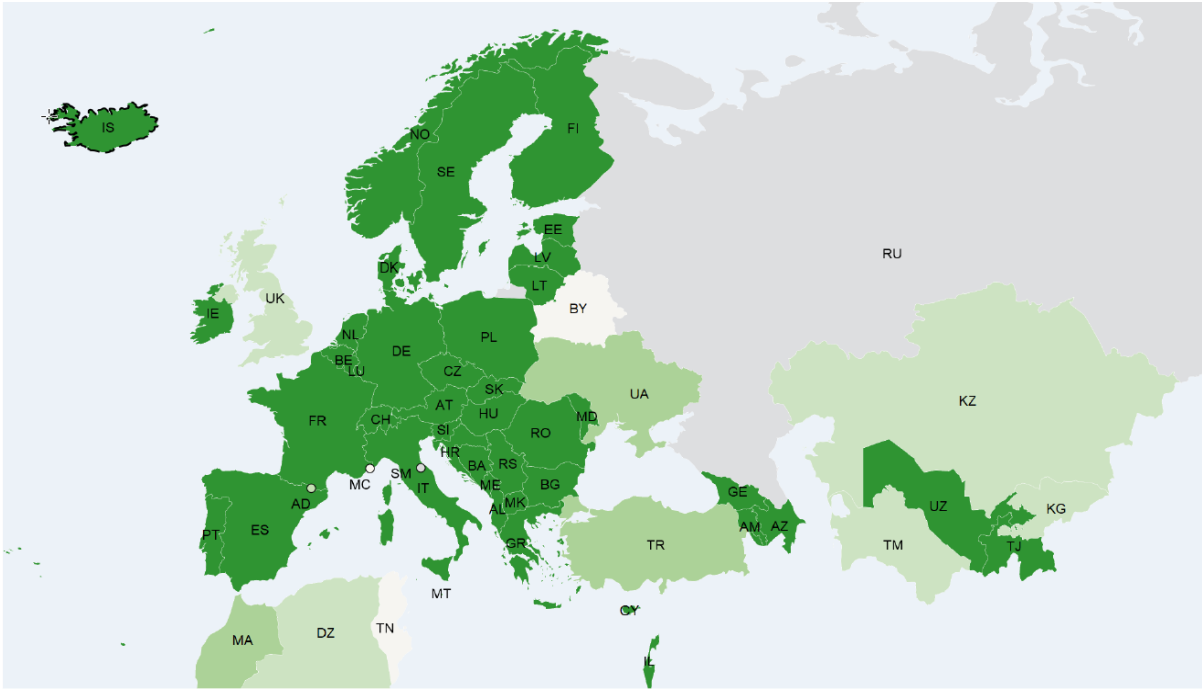 IS
NO
FI
SE
EE
RU
LV
DK
LT
UK
BY
IE
NL
PL
DE
BE
LU
CZ
SK
UA
KZ
AT
HU
MD
FR
CH
SI
RO
HR
BA
RS
SM
MC
IT
ME
BG
GE
AD
MK
AL
UZ
KG
ES
PT
AM
AZ
GR
TR
TM
TJ
MT
CY
TN
DZ
MA
IL